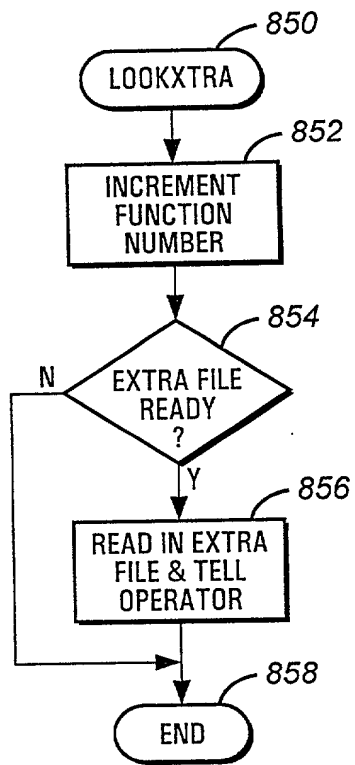 850
LOOKXTRA
852
INCREMENT
FUNCTION
NUMBER
854
N
EXTRA FILE
READY
?
Y
856
READ IN EXTRA
FILE & TELL
OPERATOR
858
END